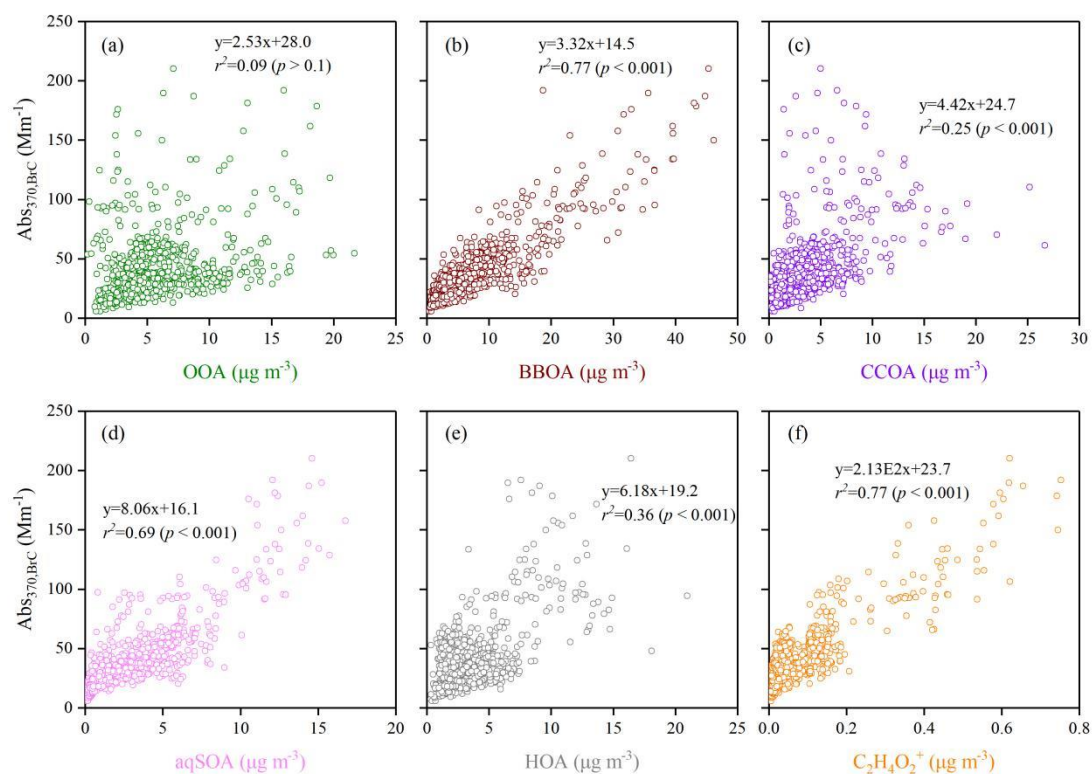 (a)
y=2.53x+28.0
r²=0.09 (p > 0.1)
250
200
150
100
50
0
Abs₃₇₀,BrC (Mm⁻¹)
0 5 10 15 20 25
OOA (μg m⁻³)
(b)
y=3.32x+14.5
r²=0.77 (p < 0.001)
0 10 20 30 40 50
BBOA (μg m⁻³)
(c)
y=4.42x+24.7
r²=0.25 (p < 0.001)
0 5 10 15 20 25 30
CCOA (μg m⁻³)
(d)
y=8.06x+16.1
r²=0.69 (p < 0.001)
250
200
150
100
50
0
Abs₃₇₀,BrC (Mm⁻¹)
0 5 10 15 20
aqSOA (μg m⁻³)
(e)
y=6.18x+19.2
r²=0.36 (p < 0.001)
0 5 10 15 20 25
HOA (μg m⁻³)
(f)
y=2.13E2x+23.7
r²=0.77 (p < 0.001)
0.0 0.2 0.4 0.6 0.8
C₂H₄O₂⁺ (μg m⁻³)